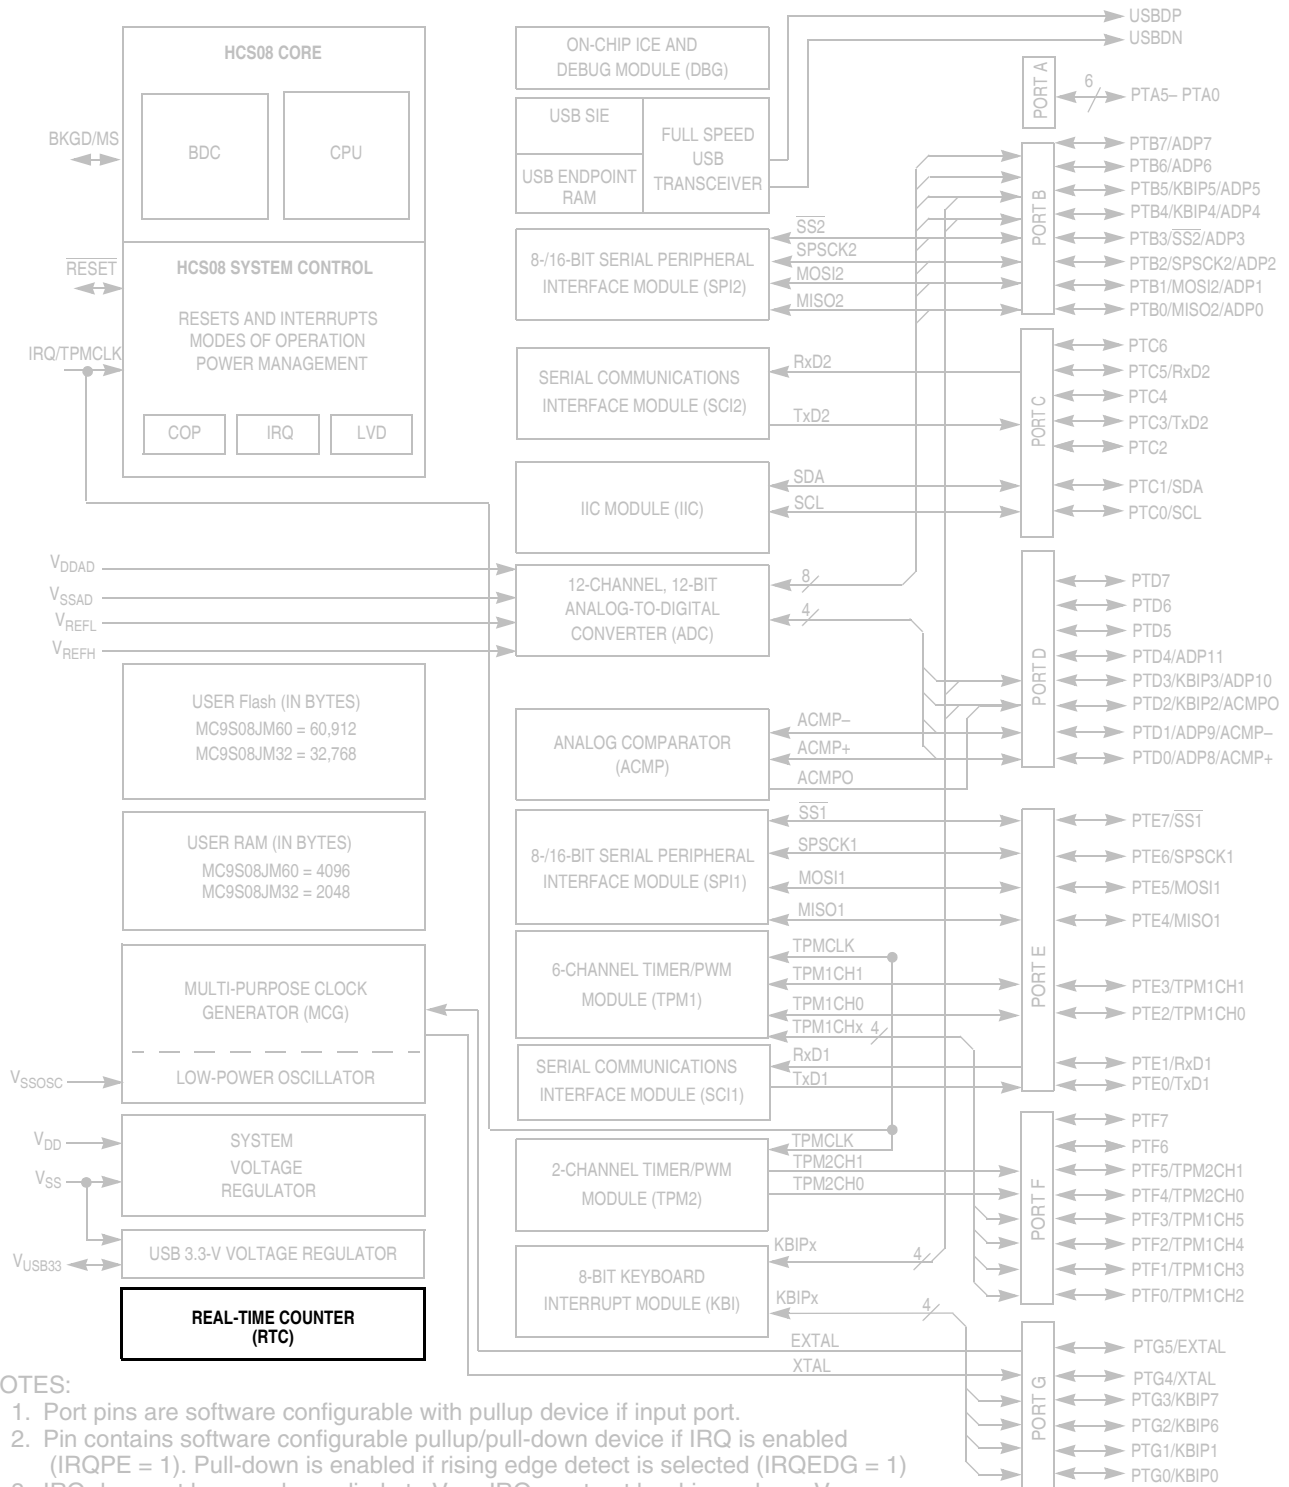 HCS08 CORE
BDC
CPU
BKGD/MS
RESET
HCS08 SYSTEM CONTROL
RESETS AND INTERRUPTS
MODES OF OPERATION
POWER MANAGEMENT
IRQ/TPMCLK
COP
IRQ
LVD
VDDAD
VSSAD
VREFL
VREFH
USER Flash (IN BYTES)
MC9S08JM60 = 60,912
MC9S08JM32 = 32,768
USER RAM (IN BYTES)
MC9S08JM60 = 4096
MC9S08JM32 = 2048
MULTI-PURPOSE CLOCK
GENERATOR (MCG)
LOW-POWER OSCILLATOR
VSSOSC
VDD
VSS
SYSTEM
VOLTAGE
REGULATOR
VUSB33
USB 3.3-V VOLTAGE REGULATOR
REAL-TIME COUNTER
(RTC)
ON-CHIP ICE AND
DEBUG MODULE (DBG)
USB SIE
USB ENDPOINT
RAM
FULL SPEED
USB
TRANSCEIVER
8-/16-BIT SERIAL PERIPHERAL
INTERFACE MODULE (SPI2)
SS2
SPSCK2
MOSI2
MISO2
SERIAL COMMUNICATIONS
INTERFACE MODULE (SCI2)
RxD2
TxD2
IIC MODULE (IIC)
SDA
SCL
12-CHANNEL, 12-BIT
ANALOG-TO-DIGITAL
CONVERTER (ADC)
8
4
ANALOG COMPARATOR
(ACMP)
ACMP–
ACMP+
ACMPO
8-/16-BIT SERIAL PERIPHERAL
INTERFACE MODULE (SPI1)
SS1
SPSCK1
MOSI1
MISO1
6-CHANNEL TIMER/PWM
MODULE (TPM1)
TPMCLK
TPM1CH1
TPM1CH0
TPM1CHx 4
SERIAL COMMUNICATIONS
INTERFACE MODULE (SCI1)
RxD1
TxD1
2-CHANNEL TIMER/PWM
MODULE (TPM2)
TPMCLK
TPM2CH1
TPM2CH0
8-BIT KEYBOARD
INTERRUPT MODULE (KBI)
KBIPx
4
KBIPx
4
EXTAL
XTAL
USBDP
USBDN
PORT A
6
PTA5– PTA0
PORT B
PTB7/ADP7
PTB6/ADP6
PTB5/KBIP5/ADP5
PTB4/KBIP4/ADP4
PTB3/SS2/ADP3
PTB2/SPSCK2/ADP2
PTB1/MOSI2/ADP1
PTB0/MISO2/ADP0
PORT C
PTC6
PTC5/RxD2
PTC4
PTC3/TxD2
PTC2
PTC1/SDA
PTC0/SCL
PORT D
PTD7
PTD6
PTD5
PTD4/ADP11
PTD3/KBIP3/ADP10
PTD2/KBIP2/ACMPO
PTD1/ADP9/ACMP–
PTD0/ADP8/ACMP+
PORT E
PTE7/SS1
PTE6/SPSCK1
PTE5/MOSI1
PTE4/MISO1
PTE3/TPM1CH1
PTE2/TPM1CH0
PTE1/RxD1
PTE0/TxD1
PORT F
PTF7
PTF6
PTF5/TPM2CH1
PTF4/TPM2CH0
PTF3/TPM1CH5
PTF2/TPM1CH4
PTF1/TPM1CH3
PTF0/TPM1CH2
PORT G
PTG5/EXTAL
PTG4/XTAL
PTG3/KBIP7
PTG2/KBIP6
PTG1/KBIP1
PTG0/KBIP0
OTES:
1. Port pins are software configurable with pullup device if input port.
2. Pin contains software configurable pullup/pull-down device if IRQ is enabled
(IRQPE = 1). Pull-down is enabled if rising edge detect is selected (IRQEDG = 1)